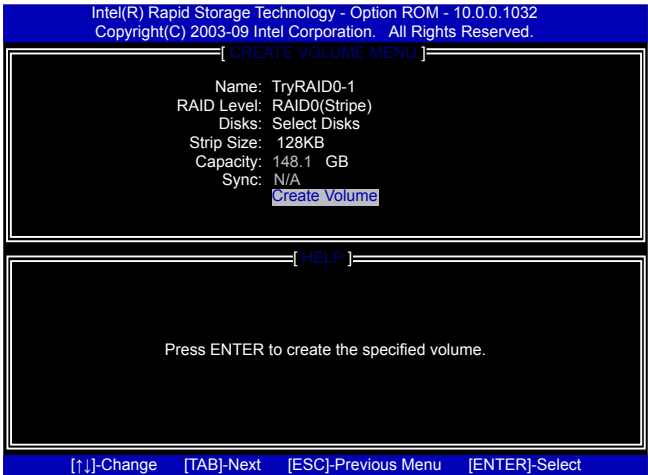 Intel(R) Rapid Storage Technology - Option ROM - 10.0.0.1032
Copyright(C) 2003-09 Intel Corporation. All Rights Reserved.
[ CREATE VOLUME MENU ]
Name: TryRAID0-1
RAID Level: RAID0(Stripe)
Disks: Select Disks
Strip Size: 128KB
Capacity: 148.1 GB
Sync: N/A
Create Volume
[ HELP ]
Press ENTER to create the specified volume.
[↑↓]-Change [TAB]-Next [ESC]-Previous Menu [ENTER]-Select